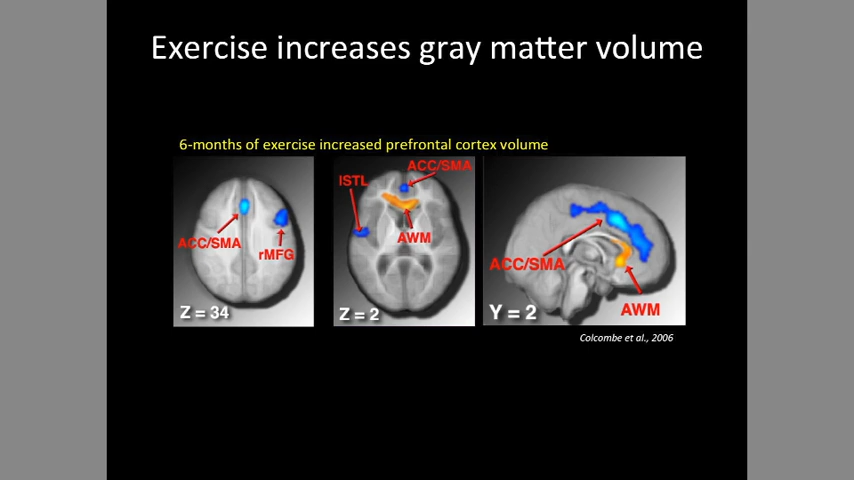 Exercise increases gray matter volume
6-months of exercise increased prefrontal cortex volume
ACC/SMA
rMFG
Z = 34
ACC/SMA
lSTL
AWM
Z = 2
ACC/SMA
AWM
Y = 2
Colcombe et al., 2006